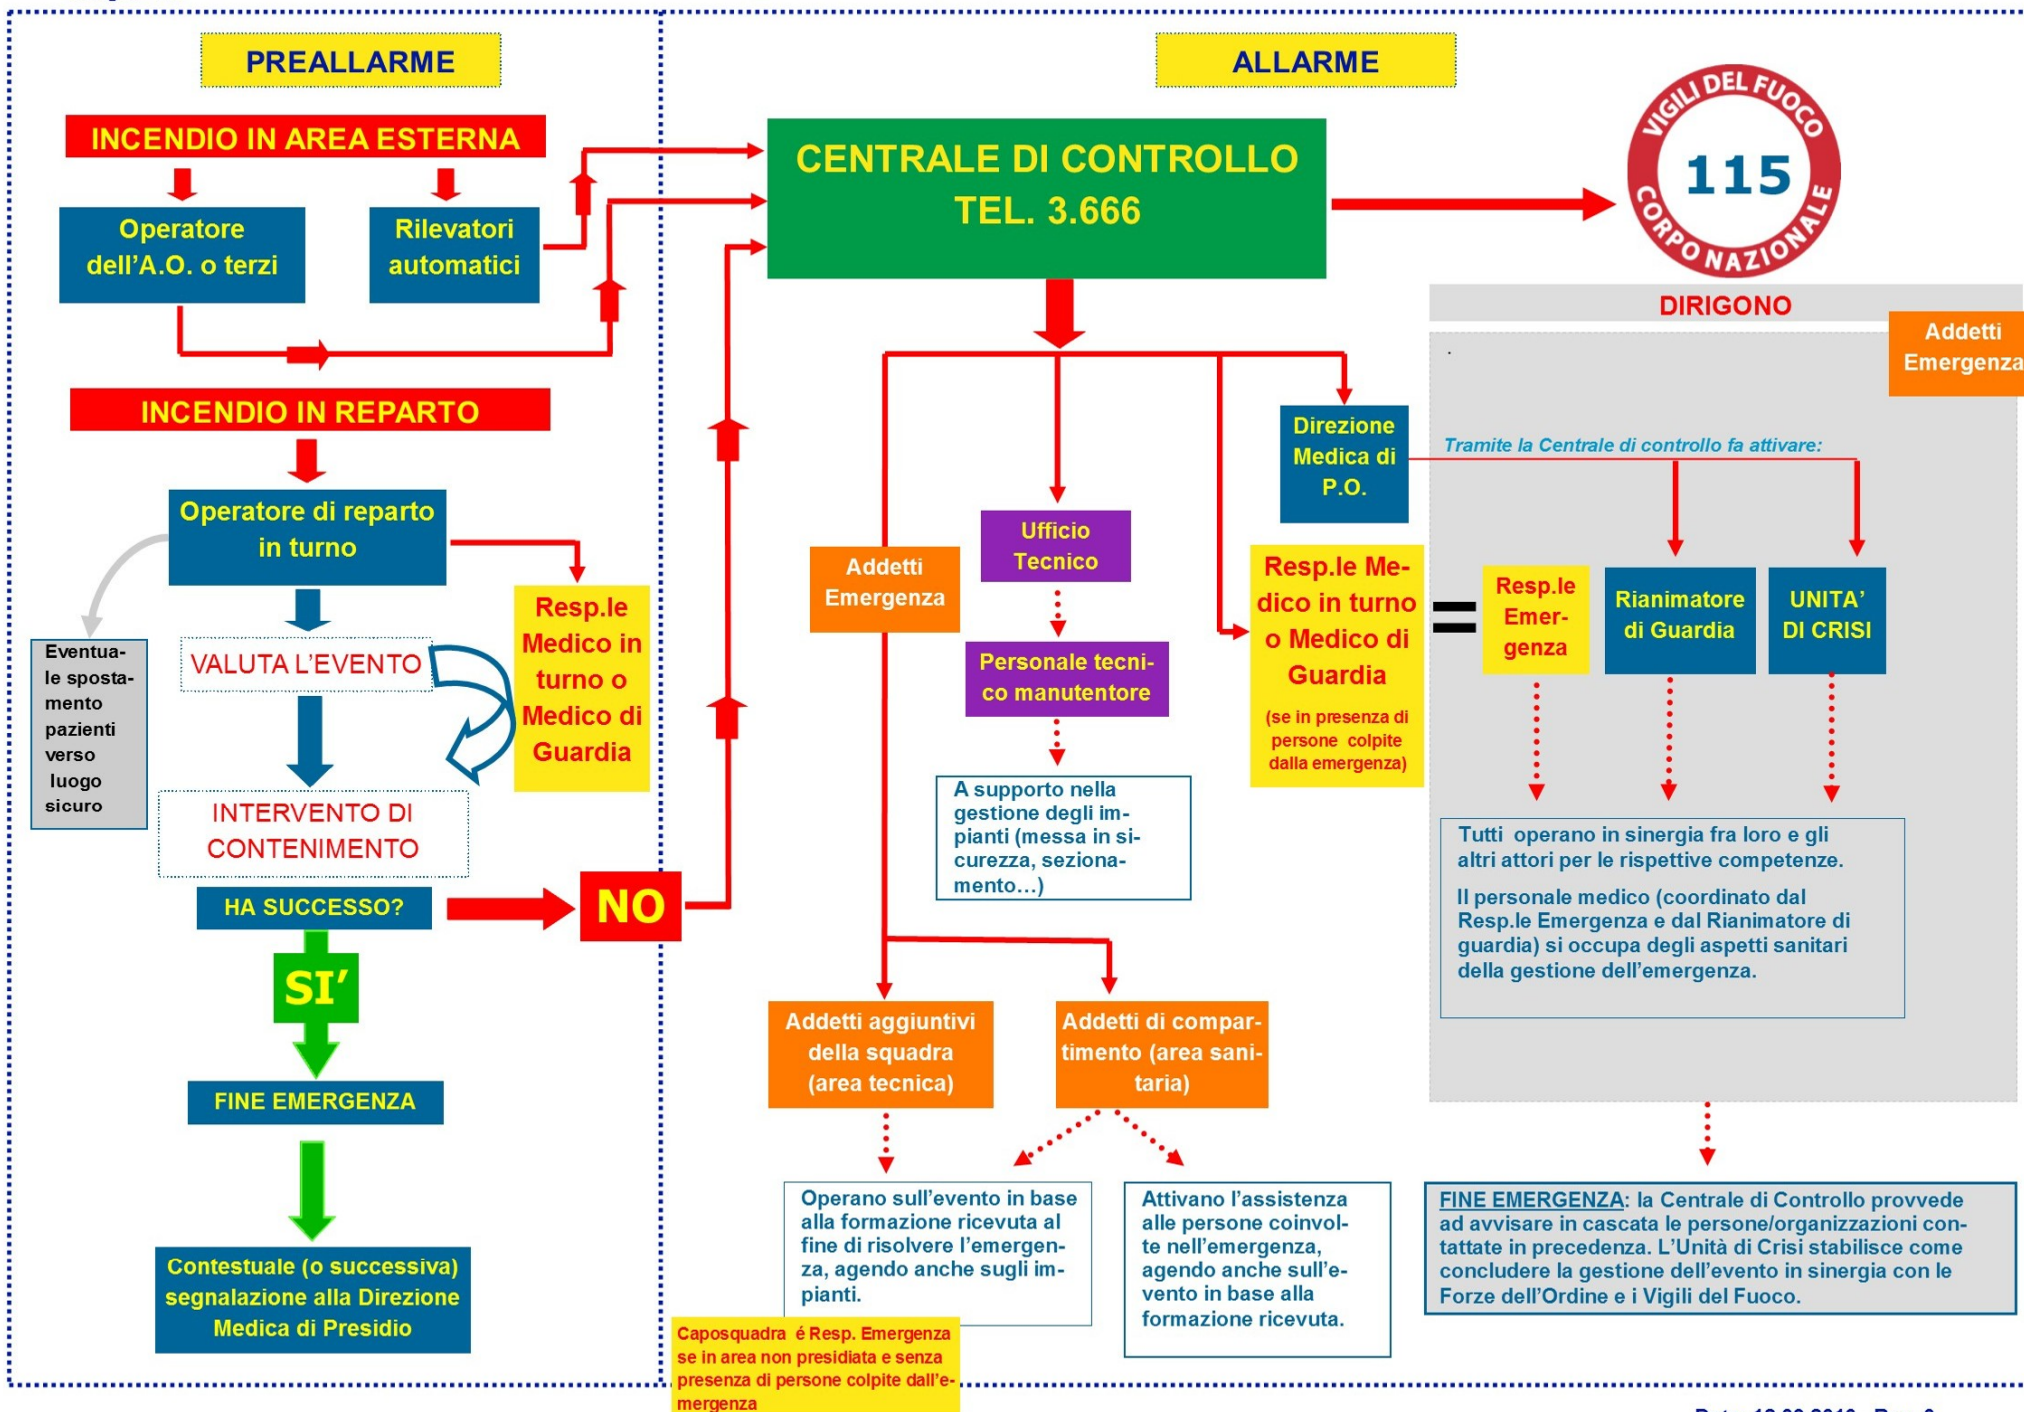 PREALLARME
INCENDIO IN AREA ESTERNA
Operatore
dell'A.O. o terzi
Rilevatori
automatici
INCENDIO IN REPARTO
Operatore di reparto
in turno
Eventua-
le sposta-
mento
pazienti
verso
luogo
sicuro
VALUTA L'EVENTO
Resp.le
Medico in
turno o
Medico di
Guardia
INTERVENTO DI
CONTENIMENTO
HA SUCCESSO?
NO
SI'
FINE EMERGENZA
Contestuale (o successiva)
segnalazione alla Direzione
Medica di Presidio
ALLARME
CENTRALE DI CONTROLLO
TEL. 3.666
VIGILI DEL FUOCO
115
CORPO NAZIONALE
DIRIGONO
Addetti
Emergenza
.
Direzione
Medica di
P.O.
Tramite la Centrale di controllo fa attivare:
Addetti
Emergenza
Ufficio
Tecnico
Personale tecni-
co manutentore
A supporto nella
gestione degli im-
pianti (messa in si-
curezza, seziona-
mento...)
Resp.le Me-
dico in turno
o Medico di
Guardia
(se in presenza di
persone colpite
dalla emergenza)
=
Resp.le
Emer-
genza
Rianimatore
di Guardia
UNITA'
DI CRISI
Tutti operano in sinergia fra loro e gli
altri attori per le rispettive competenze.
Il personale medico (coordinato dal
Resp.le Emergenza e dal Rianimatore di
guardia) si occupa degli aspetti sanitari
della gestione dell'emergenza.
Addetti aggiuntivi
della squadra
(area tecnica)
Addetti di compar-
timento (area sani-
taria)
Operano sull'evento in base
alla formazione ricevuta al
fine di risolvere l'emergen-
za, agendo anche sugli im-
pianti.
Attivano l'assistenza
alle persone coinvol-
te nell'emergenza,
agendo anche sull'e-
vento in base alla
formazione ricevuta.
Caposquadra é Resp. Emergenza
se in area non presidiata e senza
presenza di persone colpite dall'e-
mergenza
FINE EMERGENZA: la Centrale di Controllo provvede
ad avvisare in cascata le persone/organizzazioni con-
tattate in precedenza. L'Unità di Crisi stabilisce come
concludere la gestione dell'evento in sinergia con le
Forze dell'Ordine e i Vigili del Fuoco.